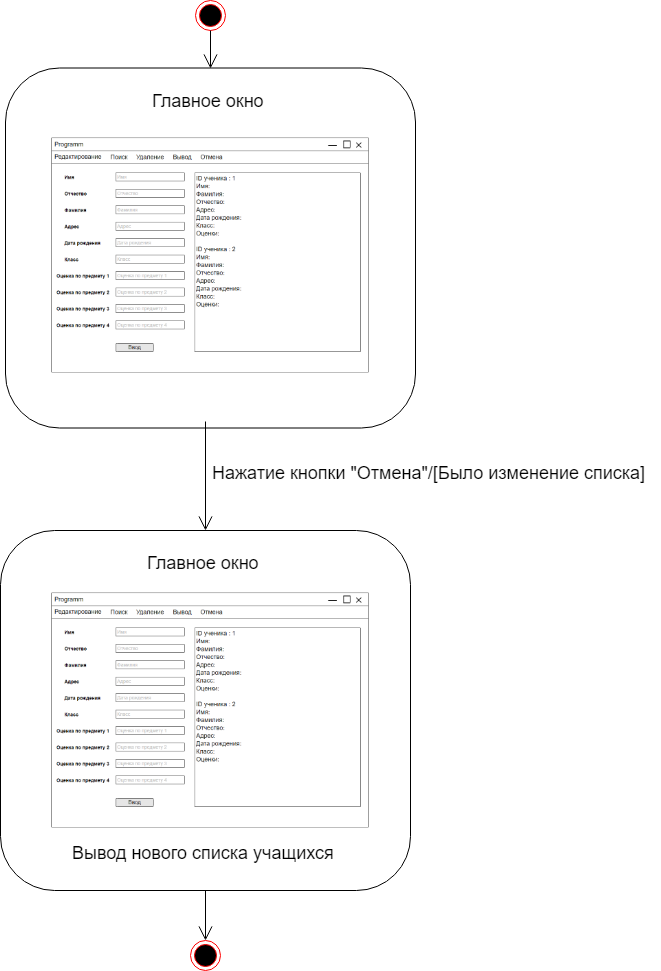 Главное окно
Programm
Редактирование Поиск Удаление Вывод Отмена
Имя Имя
Отчество Отчество
Фамилия Фамилия
Адрес Адрес
Дата рождения Дата рождения
Класс Класс
Оценка по предмету 1 Оценка по предмету 1
Оценка по предмету 2 Оценка по предмету 2
Оценка по предмету 3 Оценка по предмету 3
Оценка по предмету 4 Оценка по предмету 4
Ввод
ID ученика : 1
Имя:
Фамилия:
Отчество:
Адрес:
Дата рождения:
Класс:
Оценки:
ID ученика : 2
Имя:
Фамилия:
Отчество:
Адрес:
Дата рождения:
Класс:
Оценки:
Нажатие кнопки "Отмена"/[Было изменение списка]
Главное окно
Programm
Редактирование Поиск Удаление Вывод Отмена
Имя Имя
Отчество Отчество
Фамилия Фамилия
Адрес Адрес
Дата рождения Дата рождения
Класс Класс
Оценка по предмету 1 Оценка по предмету 1
Оценка по предмету 2 Оценка по предмету 2
Оценка по предмету 3 Оценка по предмету 3
Оценка по предмету 4 Оценка по предмету 4
Ввод
ID ученика : 1
Имя:
Фамилия:
Отчество:
Адрес:
Дата рождения:
Класс:
Оценки:
ID ученика : 2
Имя:
Фамилия:
Отчество:
Адрес:
Дата рождения:
Класс:
Оценки:
Вывод нового списка учащихся